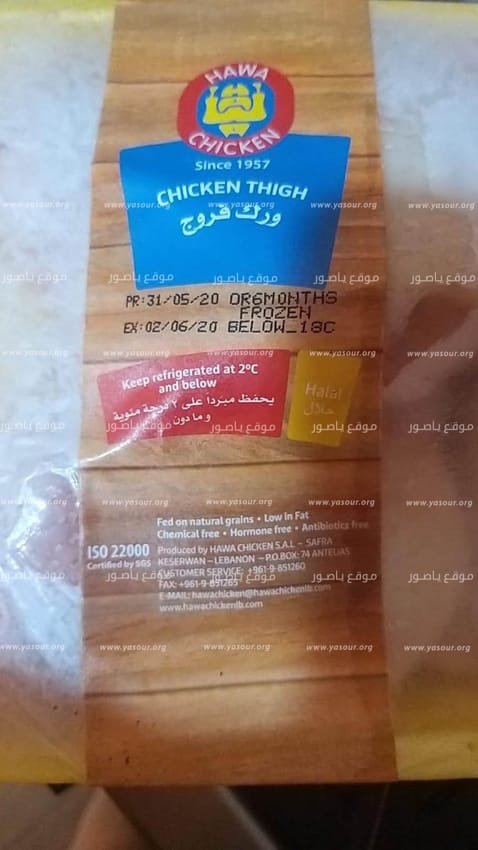 HAWA
CHICKEN
Since 1957
CHICKEN THIGH
ورك فروج
PR:31/05/20 OR6MONTHS
FROZEN
EX:02/06/20 BELOW_18C
Keep refrigerated at 2ºC
and below
يحفظ مبرداً على ٢ درجة مئوية
وما دون
Halal
حلال
Fed on natural grains • Low in Fat
Chemical free • Hormone free • Antibiotics free
ISO 22000
Certified by SGS
Produced by HAWA CHICKEN S.A.L – SAFRA
KESERWAN – LEBANON – P.O.BOX: 74 ANTELIAS
CUSTOMER SERVICE: +961-9-851260
FAX: +961-9-851265
E-MAIL: hawachicken@hawachickenlb.com
www.hawachickenlb.com
www.yasour.org
موقع ياصور